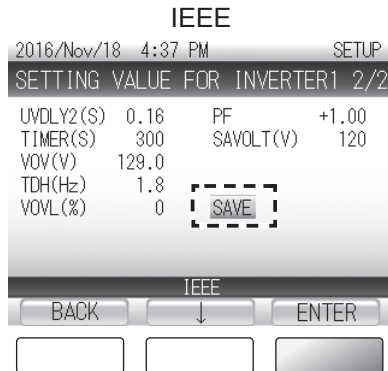 IEEE
2016/Nov/18 4:37 PM SETUP
SETTING VALUE FOR INVERTER1 2/2
UVDLY2(S) 0.16 PF +1.00
TIMER(S) 300 SAVOLT(V) 120
VOV(V) 129.0
TDH(Hz) 1.8
VOVL(%) 0 SAVE
IEEE
BACK ↓ ENTER